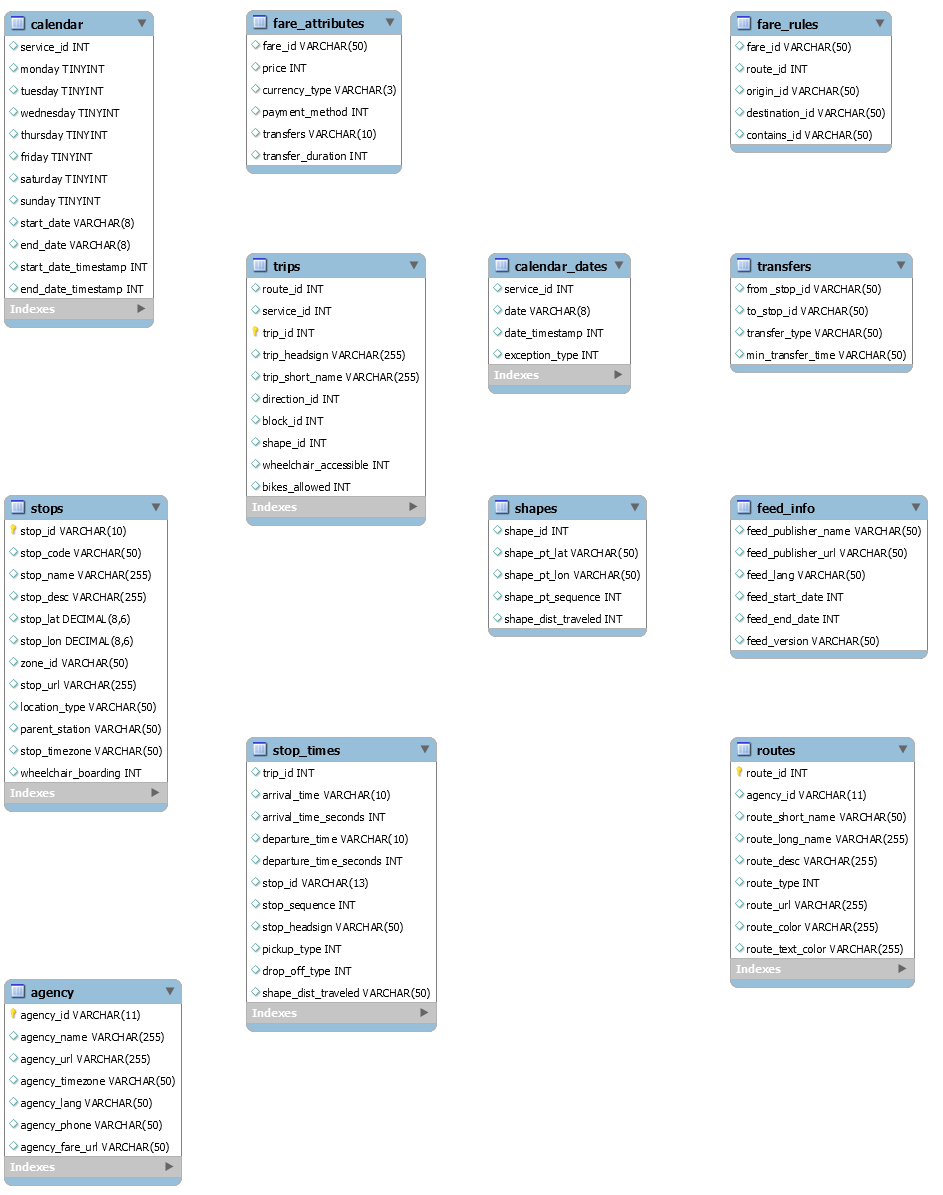 calendar
service_id INT
monday TINYINT
tuesday TINYINT
wednesday TINYINT
thursday TINYINT
friday TINYINT
saturday TINYINT
sunday TINYINT
start_date VARCHAR(8)
end_date VARCHAR(8)
start_date_timestamp INT
end_date_timestamp INT
Indexes
fare_attributes
fare_id VARCHAR(50)
price INT
currency_type VARCHAR(3)
payment_method INT
transfers VARCHAR(10)
transfer_duration INT
fare_rules
fare_id VARCHAR(50)
route_id INT
origin_id VARCHAR(50)
destination_id VARCHAR(50)
contains_id VARCHAR(50)
trips
route_id INT
service_id INT
trip_id INT
trip_headsign VARCHAR(255)
trip_short_name VARCHAR(255)
direction_id INT
block_id INT
shape_id INT
wheelchair_accessible INT
bikes_allowed INT
Indexes
calendar_dates
service_id INT
date VARCHAR(8)
date_timestamp INT
exception_type INT
Indexes
transfers
from_stop_id VARCHAR(50)
to_stop_id VARCHAR(50)
transfer_type VARCHAR(50)
min_transfer_time VARCHAR(50)
stops
stop_id VARCHAR(10)
stop_code VARCHAR(50)
stop_name VARCHAR(255)
stop_desc VARCHAR(255)
stop_lat DECIMAL(8,6)
stop_lon DECIMAL(8,6)
zone_id VARCHAR(50)
stop_url VARCHAR(255)
location_type VARCHAR(50)
parent_station VARCHAR(50)
stop_timezone VARCHAR(50)
wheelchair_boarding INT
Indexes
shapes
shape_id INT
shape_pt_lat VARCHAR(50)
shape_pt_lon VARCHAR(50)
shape_pt_sequence INT
shape_dist_traveled INT
feed_info
feed_publisher_name VARCHAR(50)
feed_publisher_url VARCHAR(50)
feed_lang VARCHAR(50)
feed_start_date INT
feed_end_date INT
feed_version VARCHAR(50)
stop_times
trip_id INT
arrival_time VARCHAR(10)
arrival_time_seconds INT
departure_time VARCHAR(10)
departure_time_seconds INT
stop_id VARCHAR(13)
stop_sequence INT
stop_headsign VARCHAR(50)
pickup_type INT
drop_off_type INT
shape_dist_traveled VARCHAR(50)
Indexes
routes
route_id INT
agency_id VARCHAR(11)
route_short_name VARCHAR(50)
route_long_name VARCHAR(255)
route_desc VARCHAR(255)
route_type INT
route_url VARCHAR(255)
route_color VARCHAR(255)
route_text_color VARCHAR(255)
Indexes
agency
agency_id VARCHAR(11)
agency_name VARCHAR(255)
agency_url VARCHAR(255)
agency_timezone VARCHAR(50)
agency_lang VARCHAR(50)
agency_phone VARCHAR(50)
agency_fare_url VARCHAR(50)
Indexes